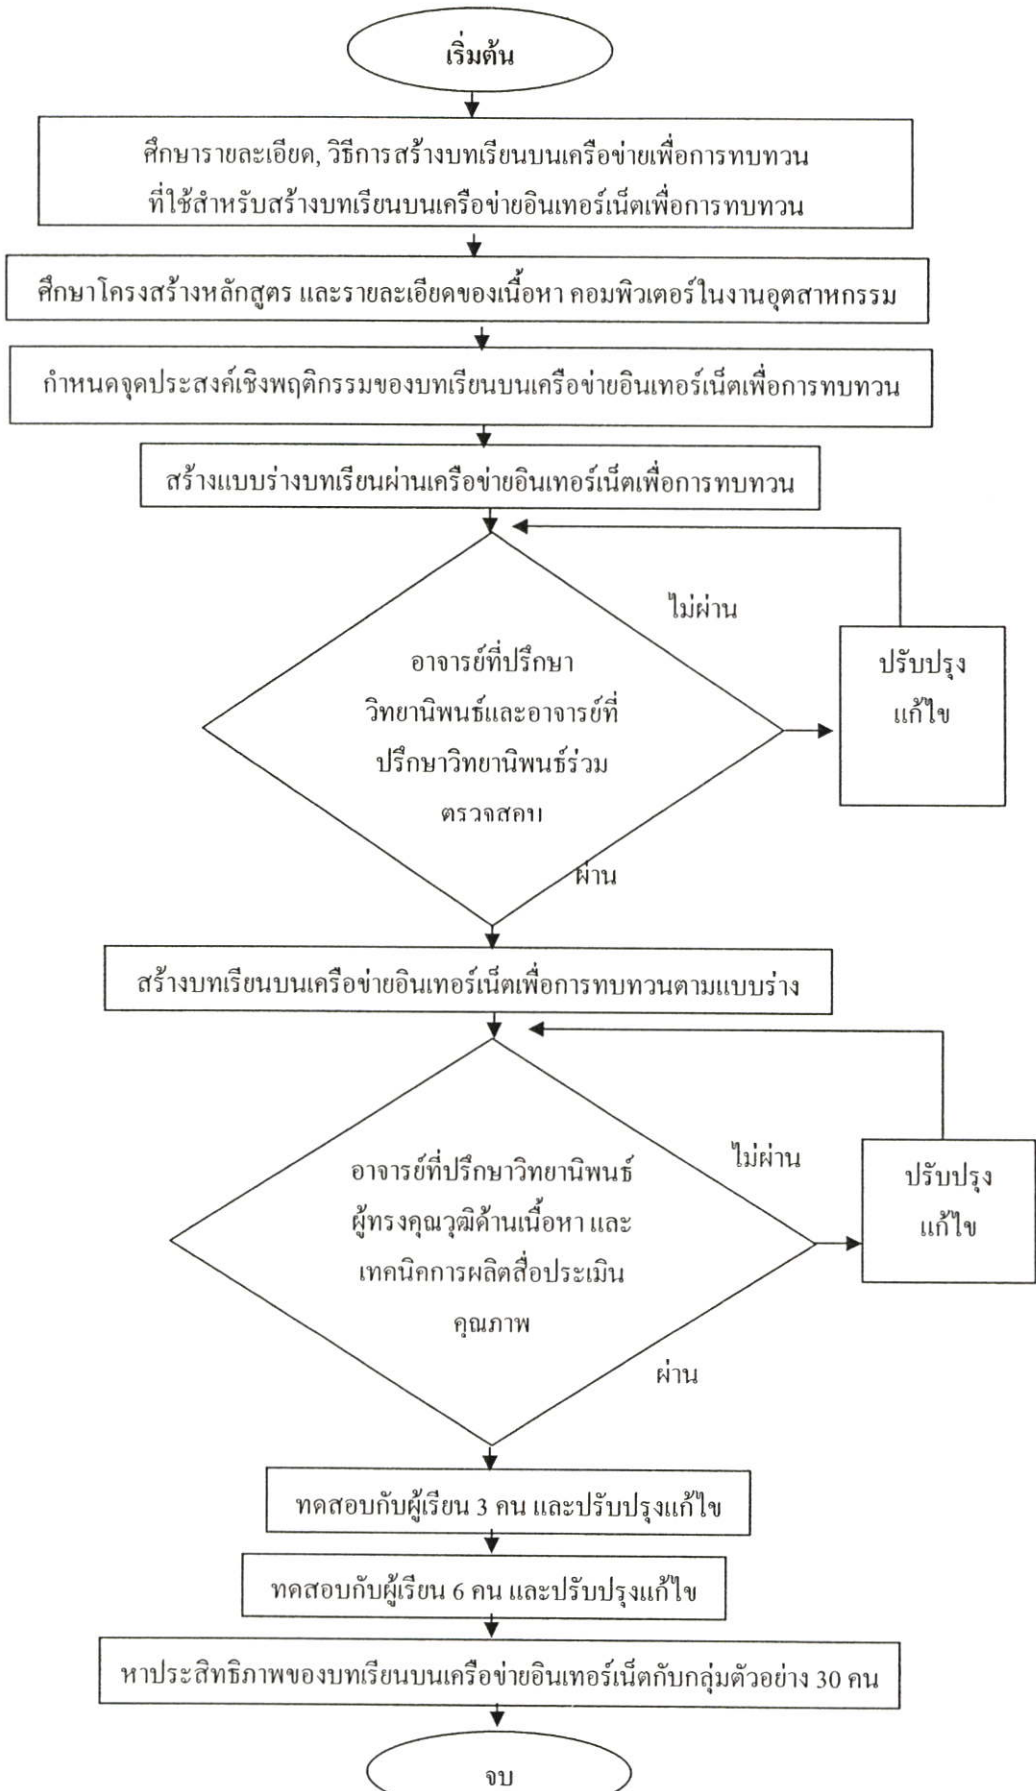 เริ่มต้น
ศึกษารายละเอียด, วิธีการสร้างบทเรียนบนเครือข่ายเพื่อการทบทวน
ที่ใช้สำหรับสร้างบทเรียนบนเครือข่ายอินเทอร์เน็ตเพื่อการทบทวน
ศึกษาโครงสร้างหลักสูตร และรายละเอียดของเนื้อหา คอมพิวเตอร์ในงานอุตสาหกรรม
กำหนดจุดประสงค์เชิงพฤติกรรมของบทเรียนบนเครือข่ายอินเทอร์เน็ตเพื่อการทบทวน
สร้างแบบร่างบทเรียนผ่านเครือข่ายอินเทอร์เน็ตเพื่อการทบทวน
ไม่ผ่าน
อาจารย์ที่ปรึกษา
วิทยานิพนธ์และอาจารย์ที่
ปรึกษาวิทยานิพนธ์ร่วม
ตรวจสอบ
ปรับปรุง
แก้ไข
ผ่าน
สร้างบทเรียนบนเครือข่ายอินเทอร์เน็ตเพื่อการทบทวนตามแบบร่าง
ไม่ผ่าน
อาจารย์ที่ปรึกษาวิทยานิพนธ์
ผู้ทรงคุณวุฒิด้านเนื้อหา และ
เทคนิคการผลิตสื่อประเมิน
คุณภาพ
ปรับปรุง
แก้ไข
ผ่าน
ทดสอบกับผู้เรียน 3 คน และปรับปรุงแก้ไข
ทดสอบกับผู้เรียน 6 คน และปรับปรุงแก้ไข
หาประสิทธิภาพของบทเรียนบนเครือข่ายอินเทอร์เน็ตกับกลุ่มตัวอย่าง 30 คน
จบ